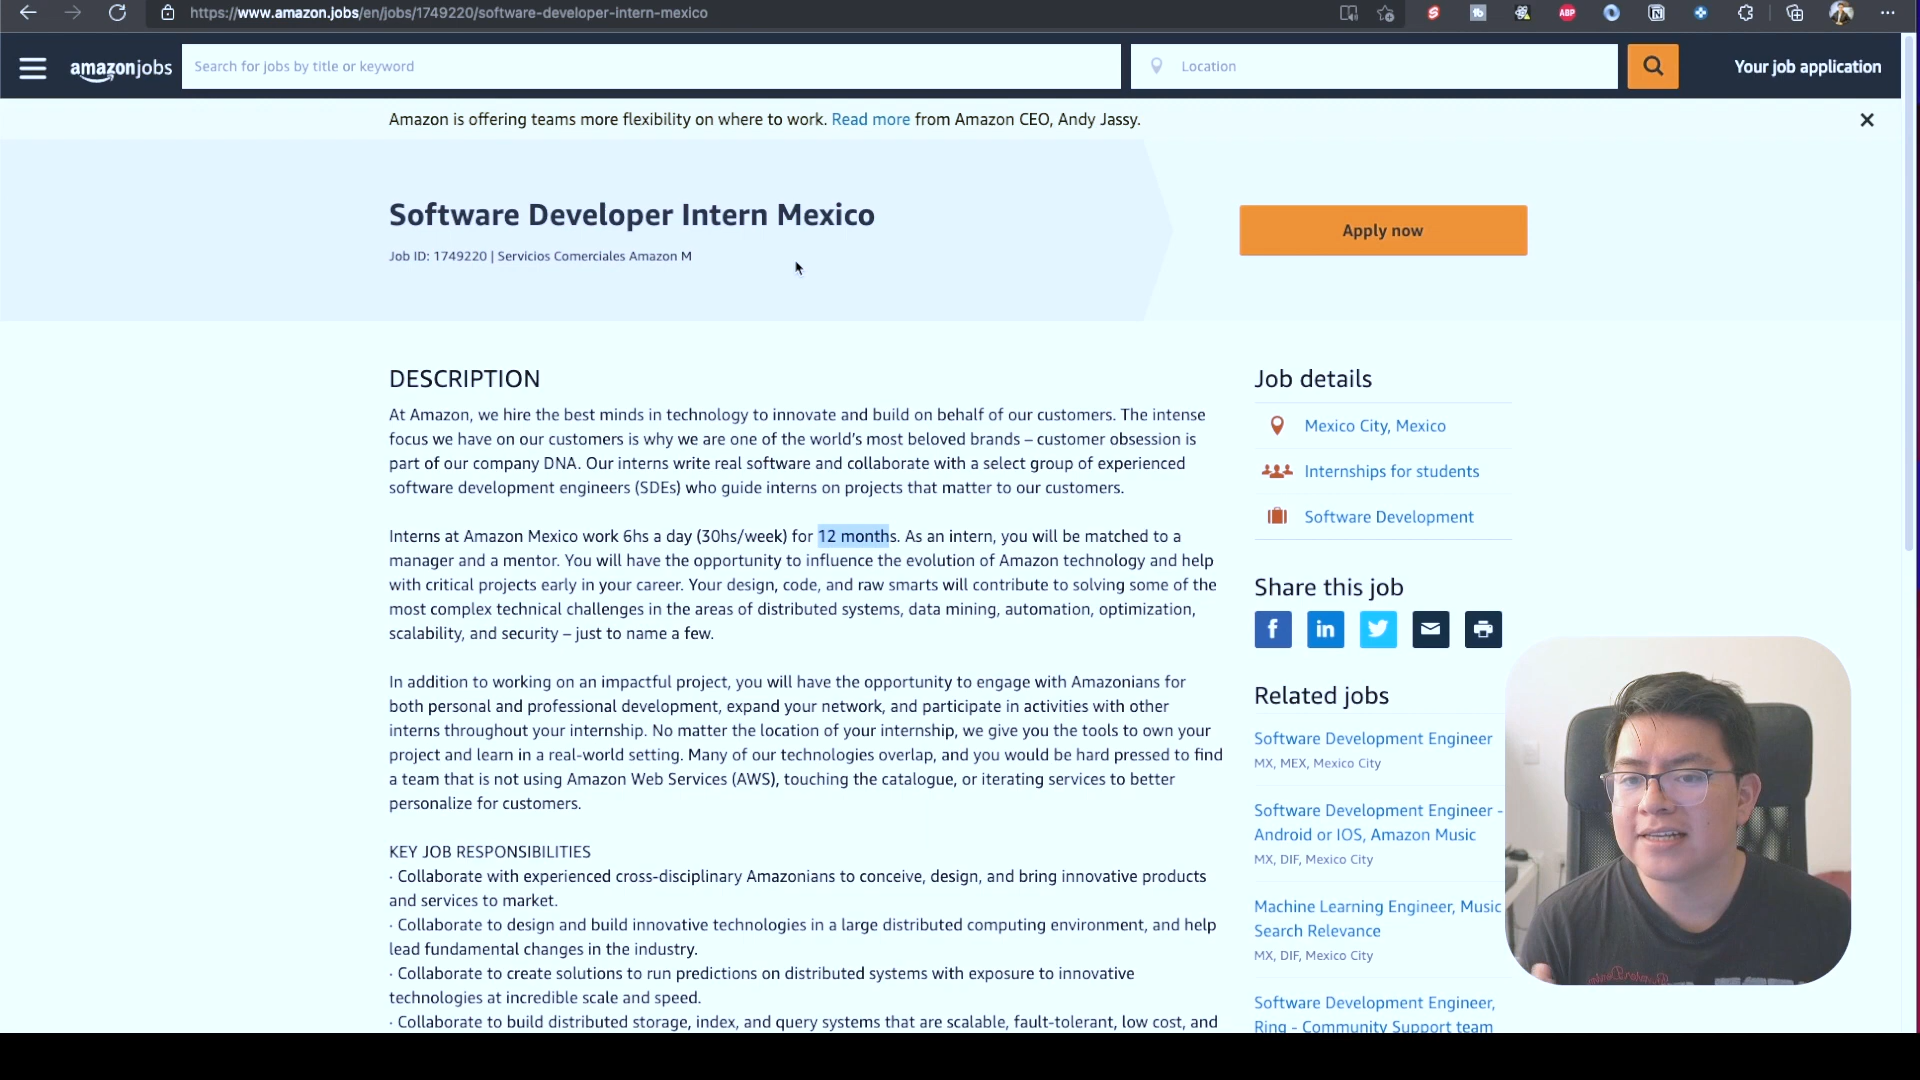 https://www.amazon.jobs/en/jobs/1749220/software-developer-intern-mexico
amazonjobs
Search for jobs by title or keyword
Location
Your job application
Amazon is offering teams more flexibility on where to work. Read more from Amazon CEO, Andy Jassy.
Software Developer Intern Mexico
Job ID: 1749220 | Servicios Comerciales Amazon M
Apply now
DESCRIPTION
At Amazon, we hire the best minds in technology to innovate and build on behalf of our customers. The intense
focus we have on our customers is why we are one of the world's most beloved brands – customer obsession is
part of our company DNA. Our interns write real software and collaborate with a select group of experienced
software development engineers (SDEs) who guide interns on projects that matter to our customers.
Interns at Amazon Mexico work 6hs a day (30hs/week) for 12 months. As an intern, you will be matched to a
manager and a mentor. You will have the opportunity to influence the evolution of Amazon technology and help
with critical projects early in your career. Your design, code, and raw smarts will contribute to solving some of the
most complex technical challenges in the areas of distributed systems, data mining, automation, optimization,
scalability, and security – just to name a few.
In addition to working on an impactful project, you will have the opportunity to engage with Amazonians for
both personal and professional development, expand your network, and participate in activities with other
interns throughout your internship. No matter the location of your internship, we give you the tools to own your
project and learn in a real-world setting. Many of our technologies overlap, and you would be hard pressed to find
a team that is not using Amazon Web Services (AWS), touching the catalogue, or iterating services to better
personalize for customers.
KEY JOB RESPONSIBILITIES
· Collaborate with experienced cross-disciplinary Amazonians to conceive, design, and bring innovative products
and services to market.
· Collaborate to design and build innovative technologies in a large distributed computing environment, and help
lead fundamental changes in the industry.
· Collaborate to create solutions to run predictions on distributed systems with exposure to innovative
technologies at incredible scale and speed.
· Collaborate to build distributed storage, index, and query systems that are scalable, fault-tolerant, low cost, and
Job details
Mexico City, Mexico
Internships for students
Software Development
Share this job
Related jobs
Software Development Engineer
MX, MEX, Mexico City
Software Development Engineer -
Android or IOS, Amazon Music
MX, DIF, Mexico City
Machine Learning Engineer, Music
Search Relevance
MX, DIF, Mexico City
Software Development Engineer,
Ring - Community Support team